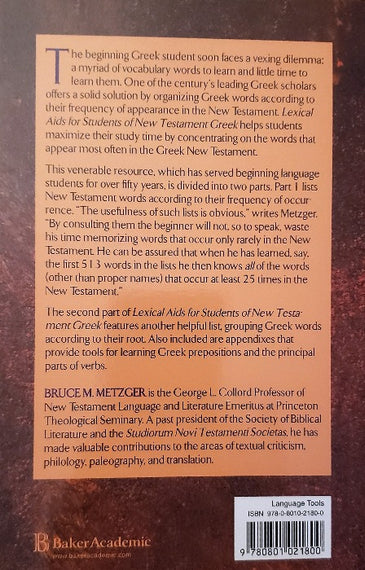 The beginning Greek student soon faces a vexing dilemma:
a myriad of vocabulary words to learn and little time to
learn them. One of the century's leading Greek scholars
offers a solid solution by organizing Greek words according to
their frequency of appearance in the New Testament. Lexical
Aids for Students of New Testament Greek helps students
maximize their study time by concentrating on the words that
appear most often in the Greek New Testament.
This venerable resource, which has served beginning language
students for over fifty years, is divided into two parts. Part 1 lists
New Testament words according to their frequency of occur-
rence. "The usefulness of such lists is obvious," writes Metzger.
"By consulting them the beginner will not, so to speak, waste
his time memorizing words that occur only rarely in the New
Testament. He can be assured that when he has learned, say,
the first 513 words in the lists he then knows all of the words
(other than proper names) that occur at least 25 times in the
New Testament."
The second part of Lexical Aids for Students of New Testa-
ment Greek features another helpful list, grouping Greek words
according to their root. Also included are appendixes that
provide tools for learning Greek prepositions and the principal
parts of verbs.
BRUCE M. METZGER is the George L. Collord Professor of
New Testament Language and Literature Emeritus at Princeton
Theological Seminary. A past president of the Society of Biblical
Literature and the Studiorum Novi Testamenti Societas, he has
made valuable contributions to the areas of textual criticism,
philology, paleography, and translation.
Language Tools
ISBN 978-0-8010-2180-0
9 780801 021800
B BakerAcademic
www.bakeracademic.com